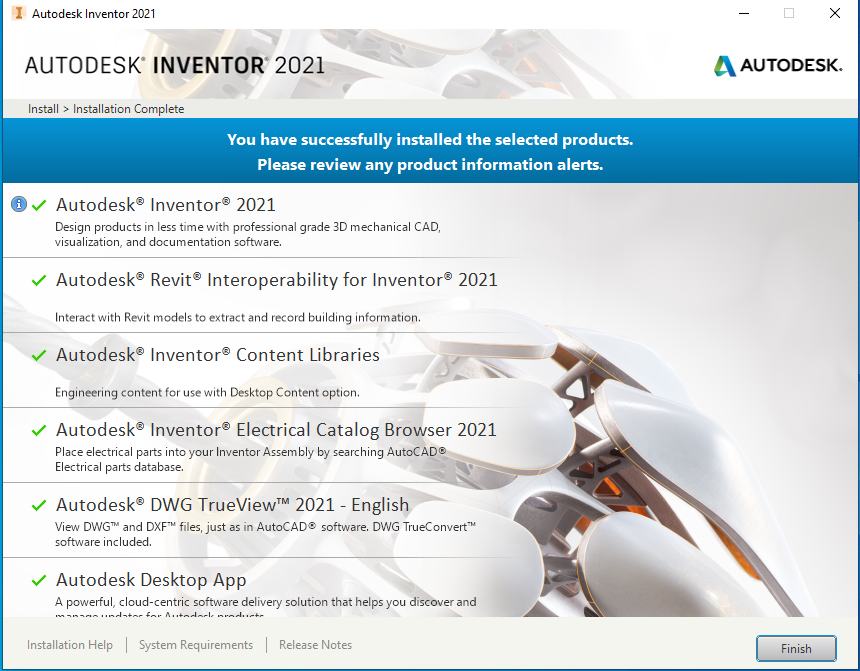 Autodesk Inventor 2021
AUTODESK® INVENTOR® 2021
AUTODESK.
Install > Installation Complete
You have successfully installed the selected products.
Please review any product information alerts.
Autodesk® Inventor® 2021
Design products in less time with professional grade 3D mechanical CAD,
visualization, and documentation software.
Autodesk® Revit® Interoperability for Inventor® 2021
Interact with Revit models to extract and record building information.
Autodesk® Inventor® Content Libraries
Engineering content for use with Desktop Content option.
Autodesk® Inventor® Electrical Catalog Browser 2021
Place electrical parts into your Inventor Assembly by searching AutoCAD®
Electrical parts database.
Autodesk® DWG TrueView™ 2021 - English
View DWG™ and DXF™ files, just as in AutoCAD® software. DWG TrueConvert™
software included.
Autodesk Desktop App
A powerful, cloud-centric software delivery solution that helps you discover and
manage updates for Autodesk products
Installation Help
System Requirements
Release Notes
Finish